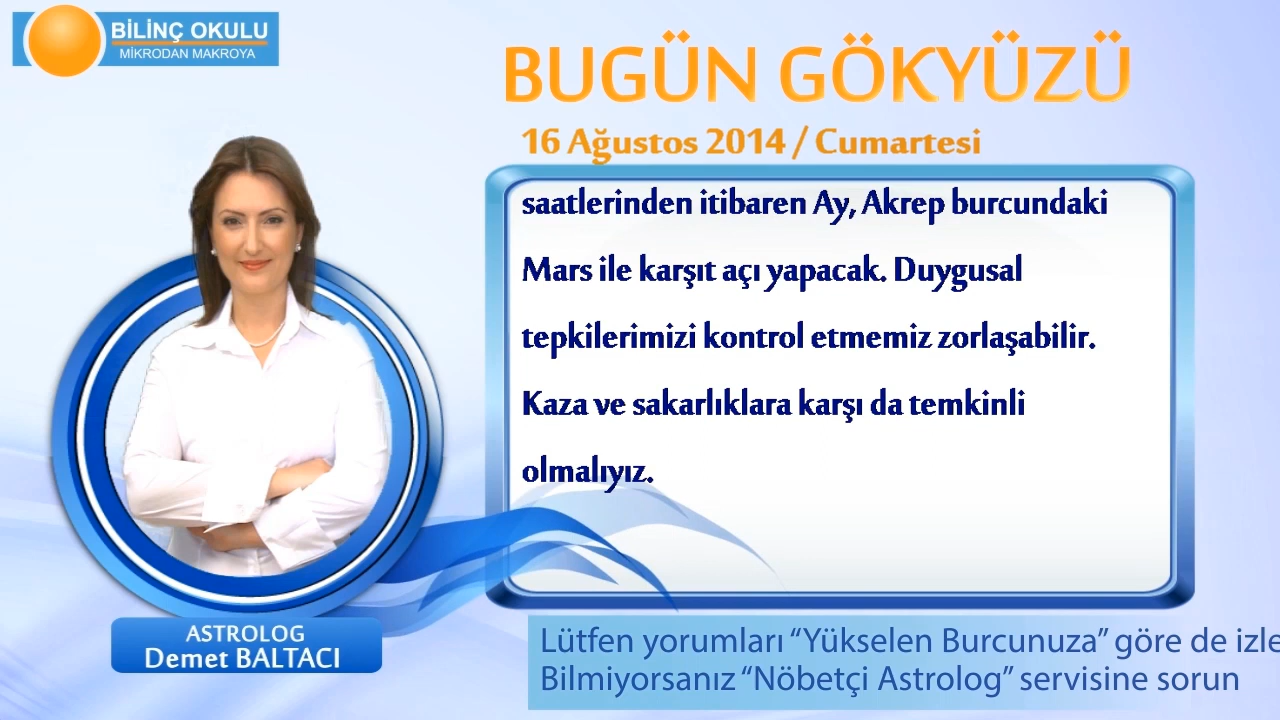 BİLİNÇ OKULU
MİKRODAN MAKROYA
BUGÜN GÖKYÜZÜ
16 Ağustos 2014 / Cumartesi
saatlerinden itibaren Ay, Akrep burcundaki
Mars ile karşıt açı yapacak. Duygusal
tepkilerimizi kontrol etmemiz zorlaşabilir.
Kaza ve sakarlıklara karşı da temkinli
olmalıyız.
ASTROLOG
Demet BALTACI
Lütfen yorumları “Yükselen Burcunuza” göre de izle
Bilmiyorsanız “Nöbetçi Astrolog” servisine sorun